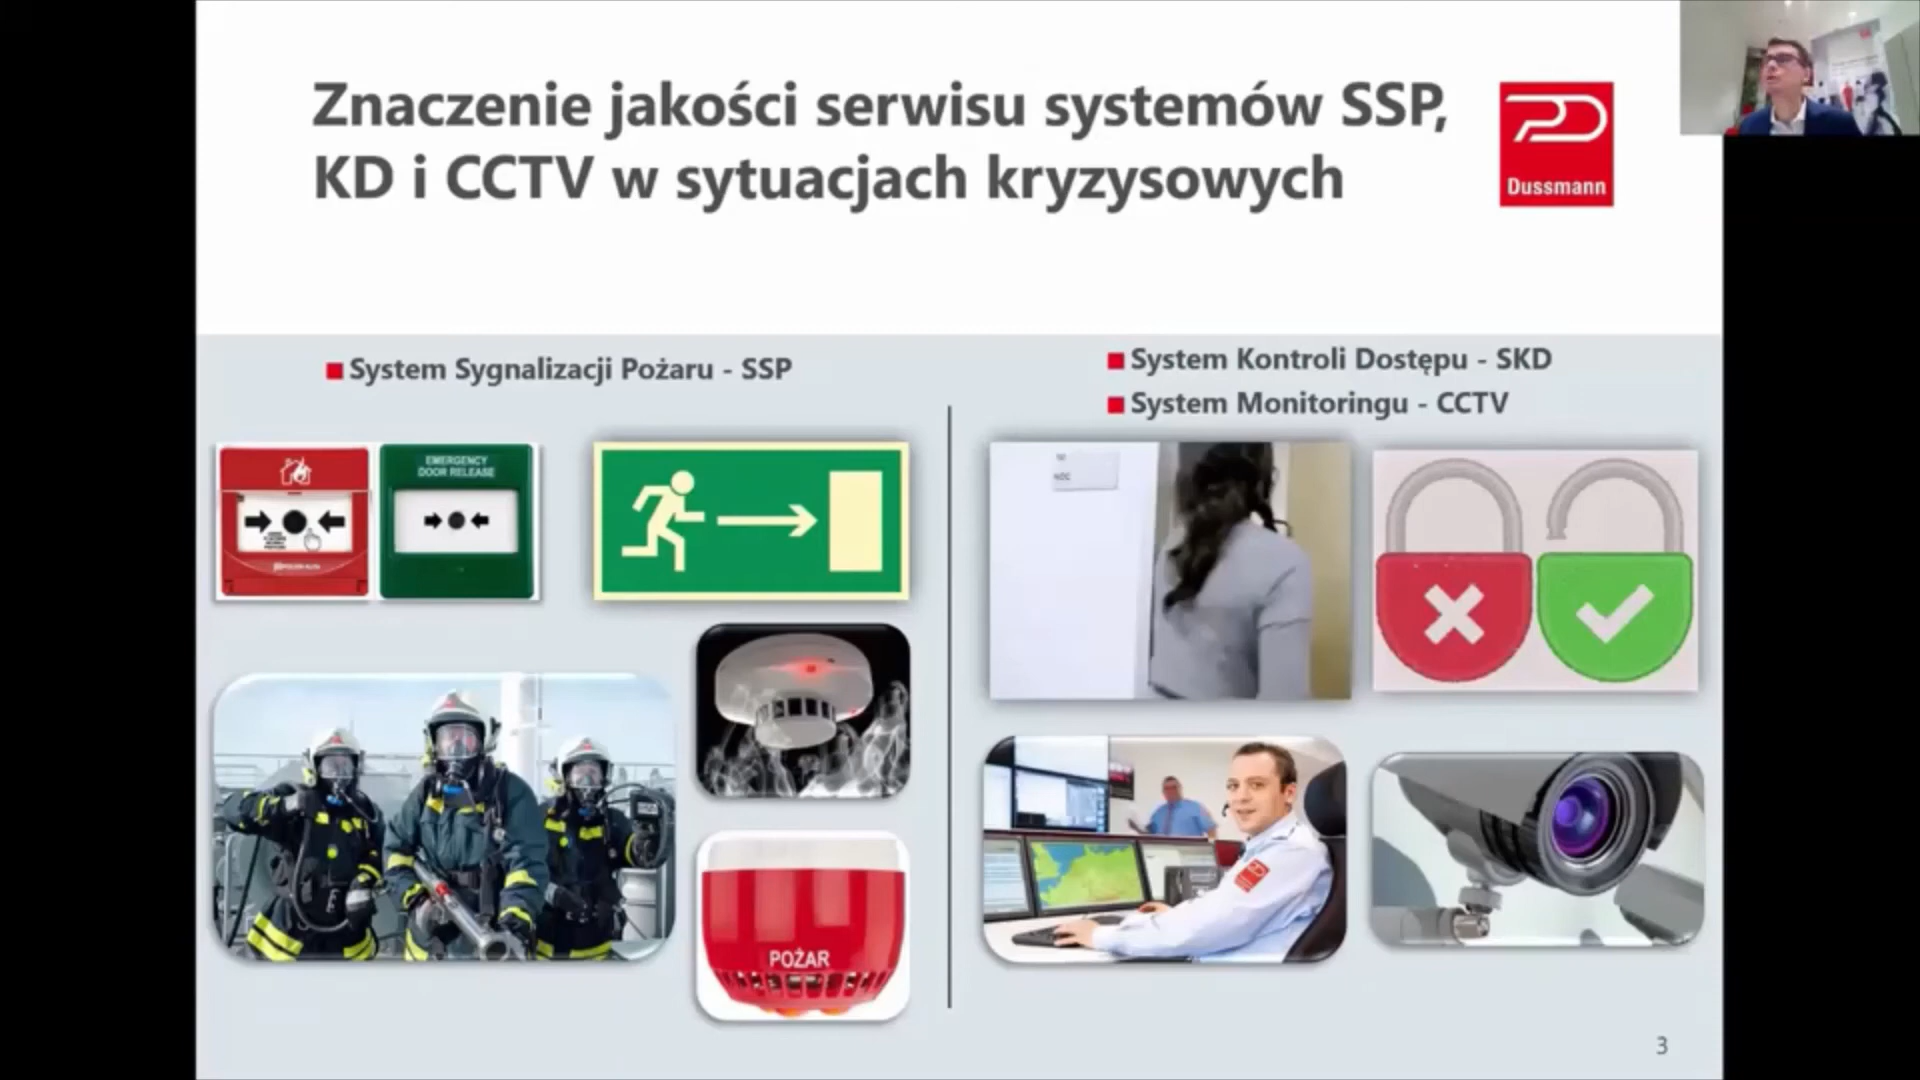 Znaczenie jakości serwisu systemów SSP,
KD i CCTV w sytuacjach kryzysowych
Dussmann
System Sygnalizacji Pożaru - SSP
System Kontroli Dostępu - SKD
System Monitoringu - CCTV
EMERGENCY
DOOR RELEASE
POŻAR
3